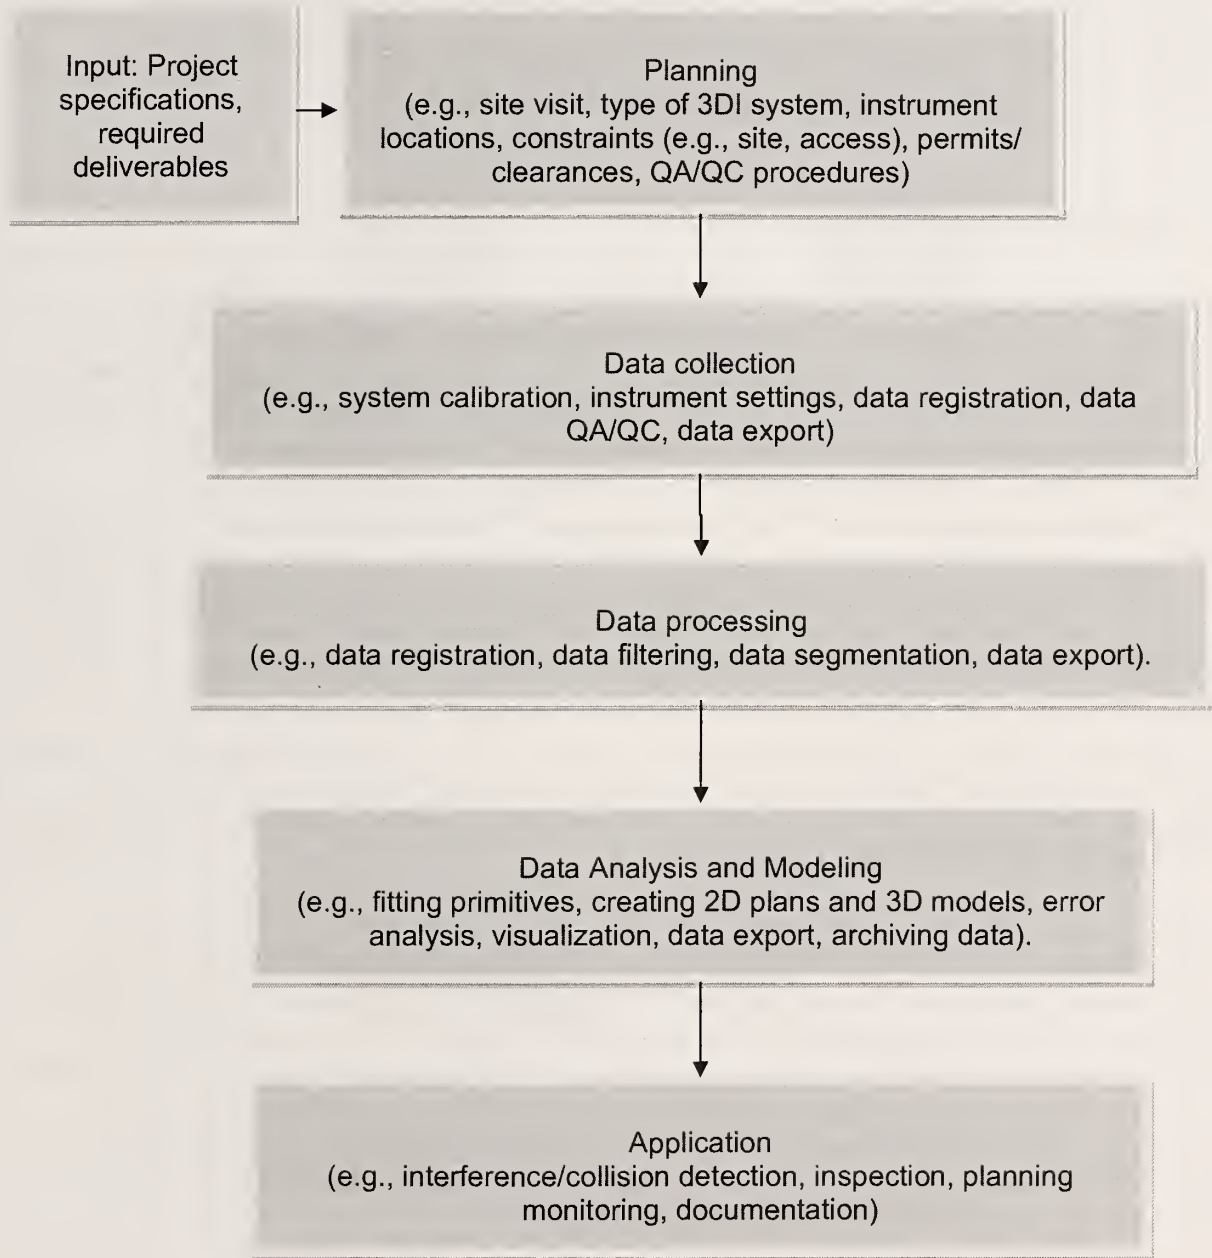 Input: Project
specifications,
required
deliverables
Planning
(e.g., site visit, type of 3DI system, instrument
locations, constraints (e.g., site, access), permits/
clearances, QA/QC procedures)
Data collection
(e.g., system calibration, instrument settings, data registration, data
QA/QC, data export)
Data processing
(e.g., data registration, data filtering, data segmentation, data export).
Data Analysis and Modeling
(e.g., fitting primitives, creating 2D plans and 3D models, error
analysis, visualization, data export, archiving data).
Application
(e.g., interference/collision detection, inspection, planning
monitoring, documentation)